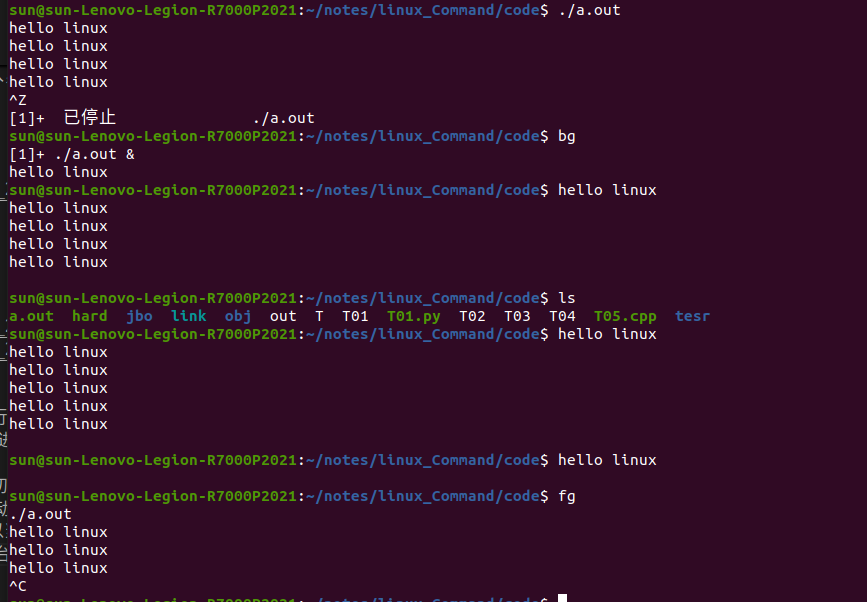 sun@sun-Lenovo-Legion-R7000P2021:~/notes/linux_Command/code$ ./a.out
hello linux
hello linux
hello linux
hello linux
^Z
[1]+  已停止               ./a.out
sun@sun-Lenovo-Legion-R7000P2021:~/notes/linux_Command/code$ bg
[1]+ ./a.out &
hello linux
sun@sun-Lenovo-Legion-R7000P2021:~/notes/linux_Command/code$ hello linux
hello linux
hello linux
hello linux
hello linux
sun@sun-Lenovo-Legion-R7000P2021:~/notes/linux_Command/code$ ls
a.out  hard  jbo  link  obj  out  T  T01  T01.py  T02  T03  T04  T05.cpp  tesr
sun@sun-Lenovo-Legion-R7000P2021:~/notes/linux_Command/code$ hello linux
hello linux
hello linux
hello linux
hello linux
hello linux
sun@sun-Lenovo-Legion-R7000P2021:~/notes/linux_Command/code$ hello linux
sun@sun-Lenovo-Legion-R7000P2021:~/notes/linux_Command/code$ fg
./a.out
hello linux
hello linux
hello linux
^C